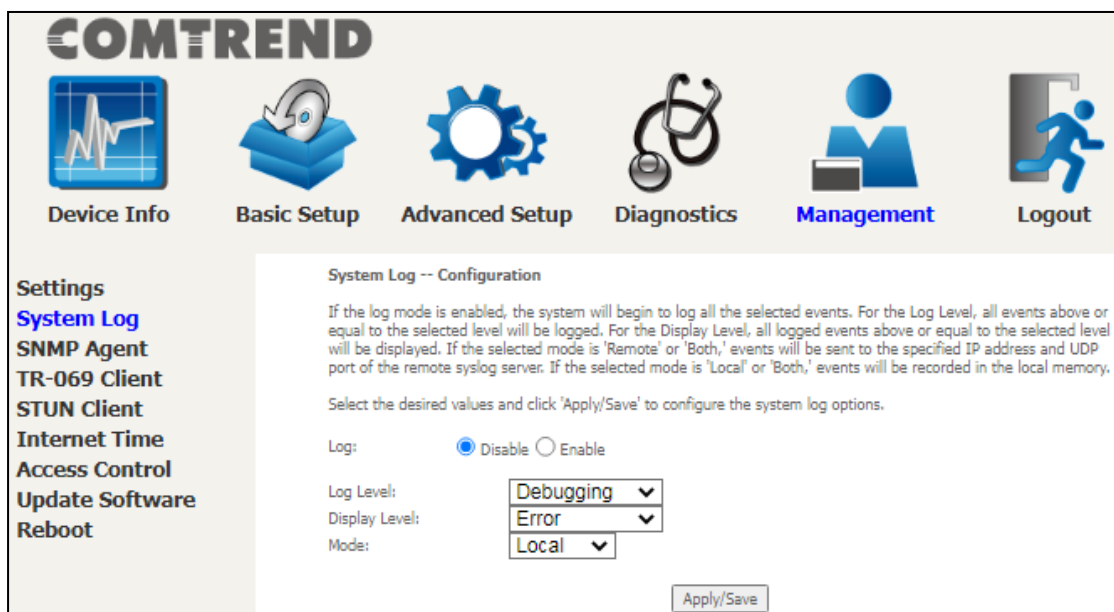 COMTREND
Device Info
Basic Setup
Advanced Setup
Diagnostics
Management
Logout
Settings
System Log
SNMP Agent
TR-069 Client
STUN Client
Internet Time
Access Control
Update Software
Reboot
System Log -- Configuration
If the log mode is enabled, the system will begin to log all the selected events. For the Log Level, all events above or
equal to the selected level will be logged. For the Display Level, all logged events above or equal to the selected level
will be displayed. If the selected mode is 'Remote' or 'Both,' events will be sent to the specified IP address and UDP
port of the remote syslog server. If the selected mode is 'Local' or 'Both,' events will be recorded in the local memory.
Select the desired values and click 'Apply/Save' to configure the system log options.
Log: Disable Enable
Log Level: Debugging
Display Level: Error
Mode: Local
Apply/Save